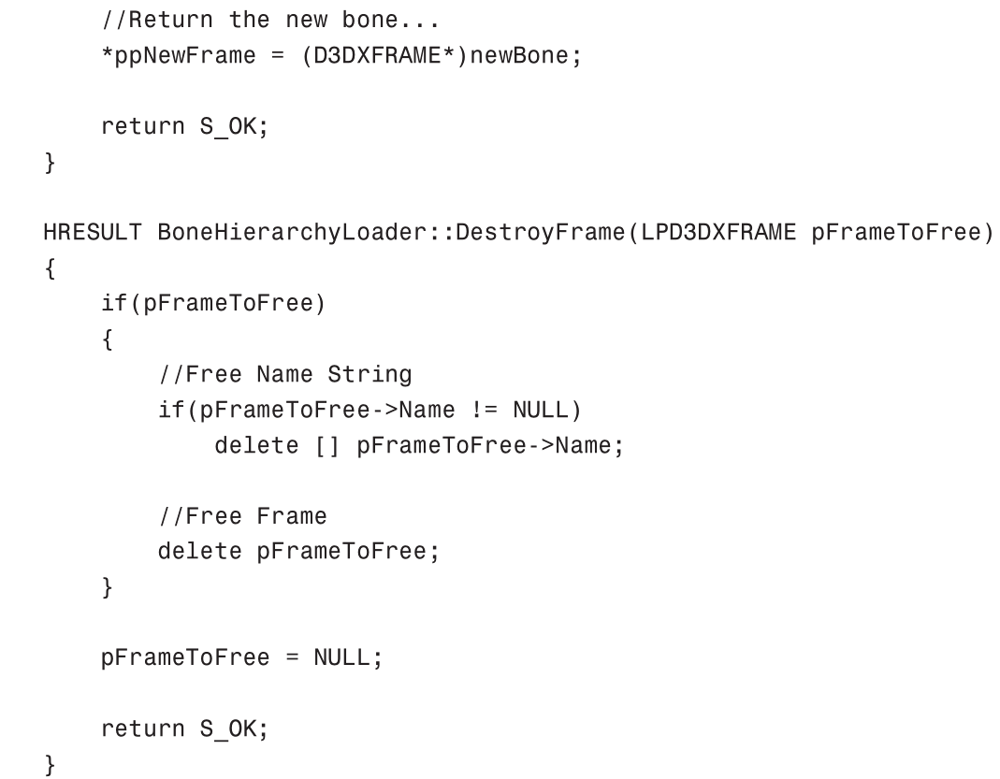 //Return the new bone...
*ppNewFrame = (D3DXFRAME*)newBone;
return S_OK;
}
HRESULT BoneHierarchyLoader::DestroyFrame(LPD3DXFRAME pFrameToFree)
{
if(pFrameToFree)
{
//Free Name String
if(pFrameToFree->Name != NULL)
delete [] pFrameToFree->Name;
//Free Frame
delete pFrameToFree;
}
pFrameToFree = NULL;
return S_OK;
}